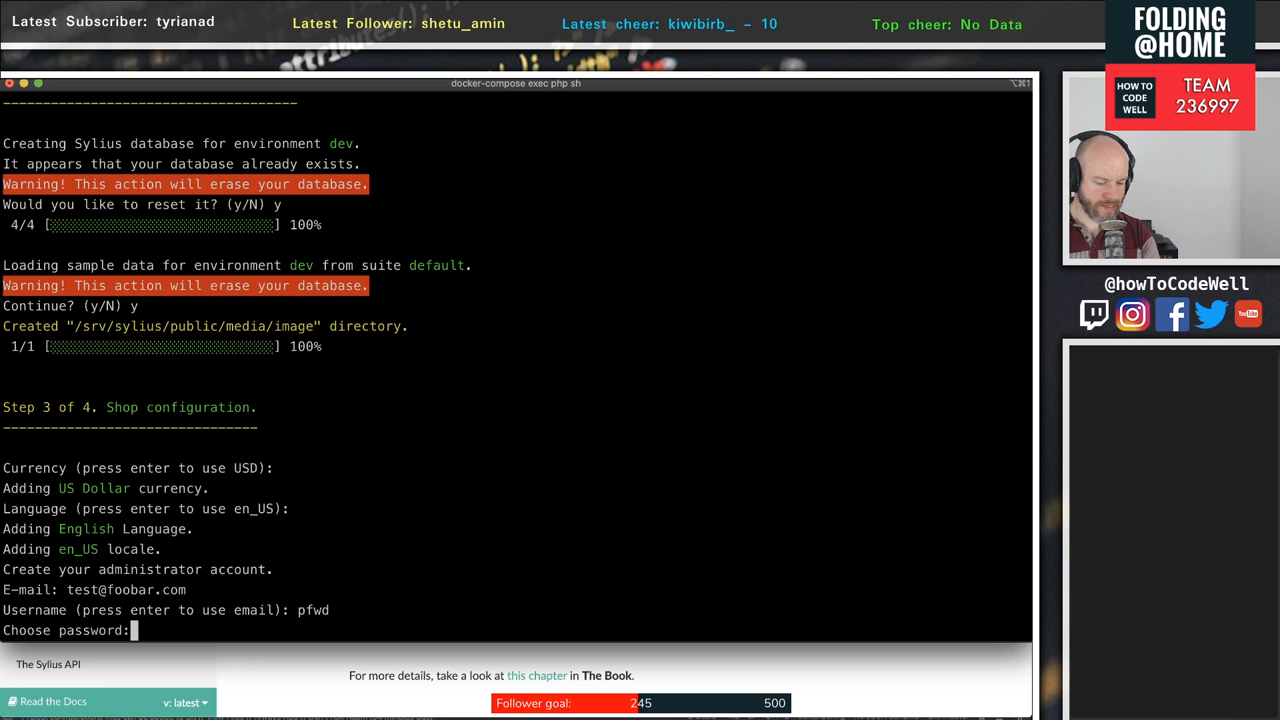 Latest Subscriber: tyrianad
Latest Follower: shetu_amin
Latest cheer: kiwibirb_ - 10
Top cheer: No Data
FOLDING
@HOME
HOW TO
CODE
WELL
TEAM
236997
docker-compose exec php sh
⌥⌘1
Creating Sylius database for environment dev.
It appears that your database already exists.
Warning! This action will erase your database.
Would you like to reset it? (y/N) y
4/4 [░░░░░░░░░░░░░░░░░░░░░░░░░░░░] 100%
Loading sample data for environment dev from suite default.
Warning! This action will erase your database.
Continue? (y/N) y
Created "/srv/sylius/public/media/image" directory.
1/1 [░░░░░░░░░░░░░░░░░░░░░░░░░░░░] 100%
Step 3 of 4. Shop configuration.
--------------------------------
Currency (press enter to use USD):
Adding US Dollar currency.
Language (press enter to use en_US):
Adding English Language.
Adding en_US locale.
Create your administrator account.
E-mail: test@foobar.com
Username (press enter to use email): pfwd
Choose password:
@howToCodeWell
You Tube
The Sylius API
For more details, take a look at this chapter in The Book.
Read the Docs
v: latest
Follower goal:
245
500